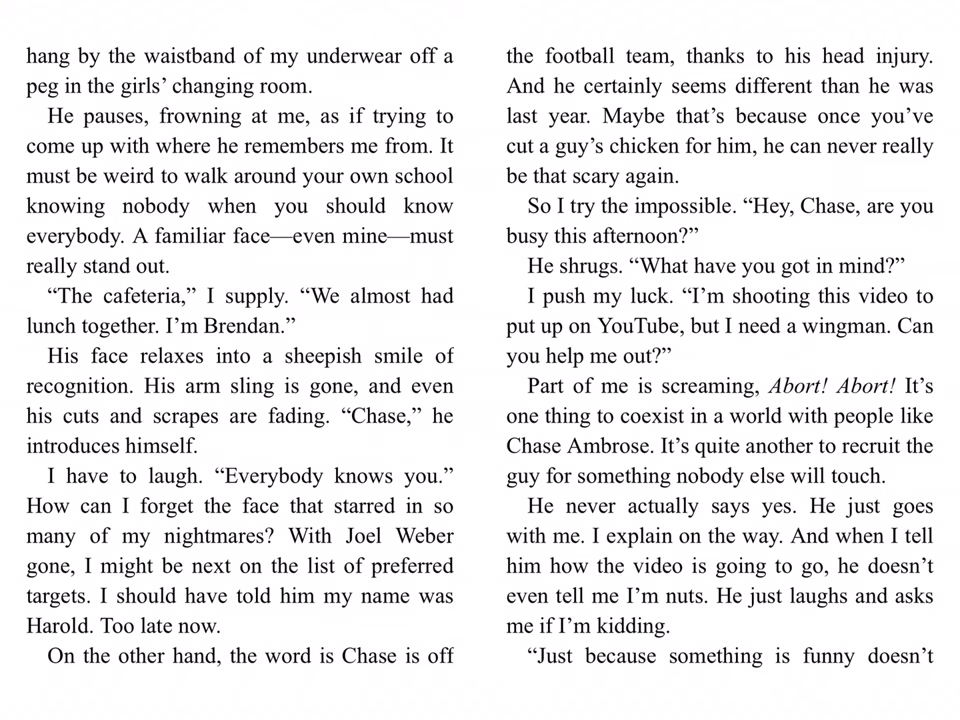 hang by the waistband of my underwear off a
peg in the girls’ changing room.
He pauses, frowning at me, as if trying to
come up with where he remembers me from. It
must be weird to walk around your own school
knowing nobody when you should know
everybody. A familiar face—even mine—must
really stand out.
“The cafeteria,” I supply. “We almost had
lunch together. I’m Brendan.”
His face relaxes into a sheepish smile of
recognition. His arm sling is gone, and even
his cuts and scrapes are fading. “Chase,” he
introduces himself.
I have to laugh. “Everybody knows you.”
How can I forget the face that starred in so
many of my nightmares? With Joel Weber
gone, I might be next on the list of preferred
targets. I should have told him my name was
Harold. Too late now.
On the other hand, the word is Chase is off
the football team, thanks to his head injury.
And he certainly seems different than he was
last year. Maybe that’s because once you’ve
cut a guy’s chicken for him, he can never really
be that scary again.
So I try the impossible. “Hey, Chase, are you
busy this afternoon?”
He shrugs. “What have you got in mind?”
I push my luck. “I’m shooting this video to
put up on YouTube, but I need a wingman. Can
you help me out?”
Part of me is screaming, Abort! Abort! It’s
one thing to coexist in a world with people like
Chase Ambrose. It’s quite another to recruit the
guy for something nobody else will touch.
He never actually says yes. He just goes
with me. I explain on the way. And when I tell
him how the video is going to go, he doesn’t
even tell me I’m nuts. He just laughs and asks
me if I’m kidding.
“Just because something is funny doesn’t